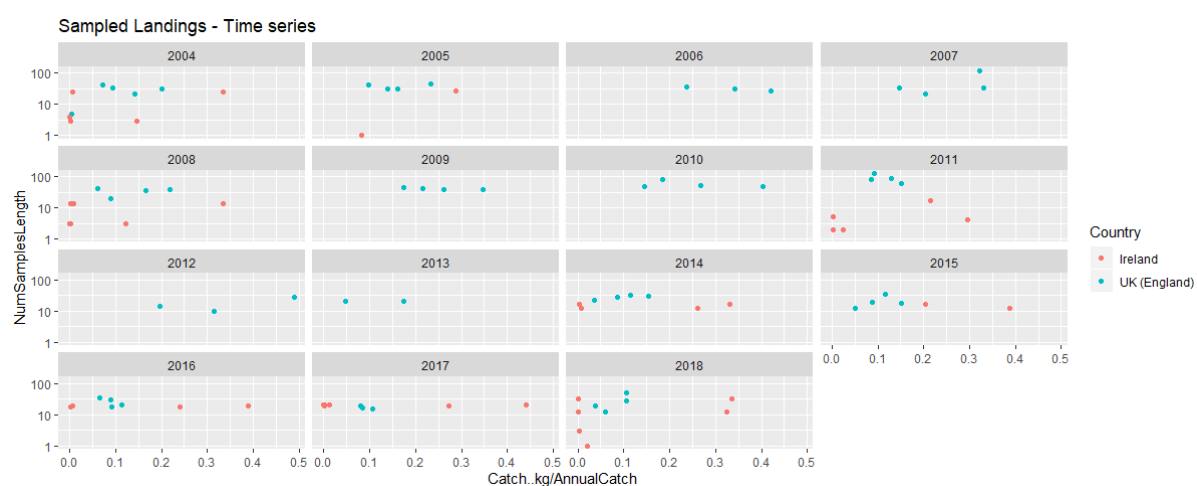 Sampled Landings - Time series
2004 2005 2006 2007
100
10
1
2008 2009 2010 2011
100
10
1
2012 2013 2014 2015
100
10
1
0.0 0.1 0.2 0.3 0.4 0.5
2016 2017 2018
100
10
1
0.0 0.1 0.2 0.3 0.4 0.5 0.0 0.1 0.2 0.3 0.4 0.5 0.0 0.1 0.2 0.3 0.4 0.5
Catch..kg/AnnualCatch
NumSamplesLength
Country
Ireland
UK (England)